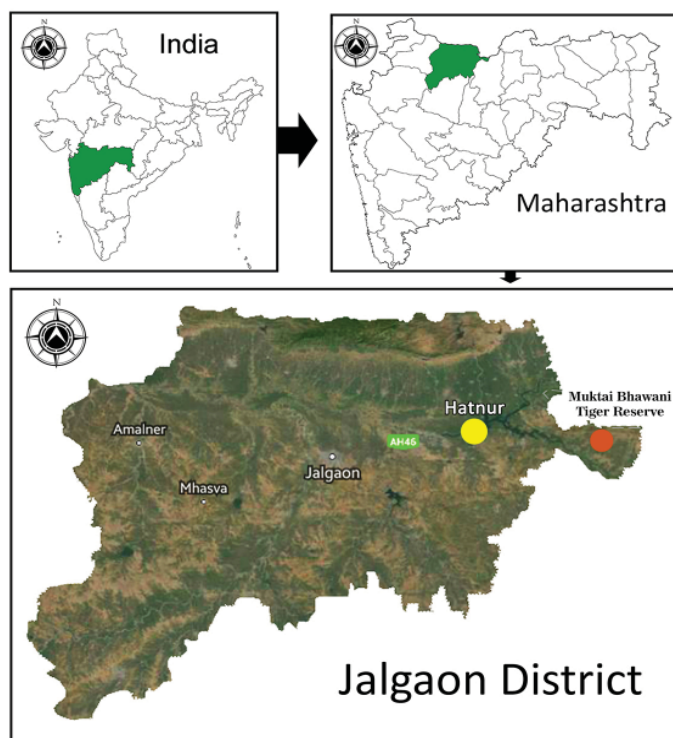 N
India
N
Maharashtra
N
Hatnur
Muktai Bhawani
Tiger Reserve
Amalner
AH46
Jalgaon
Mhasva
Jalgaon District